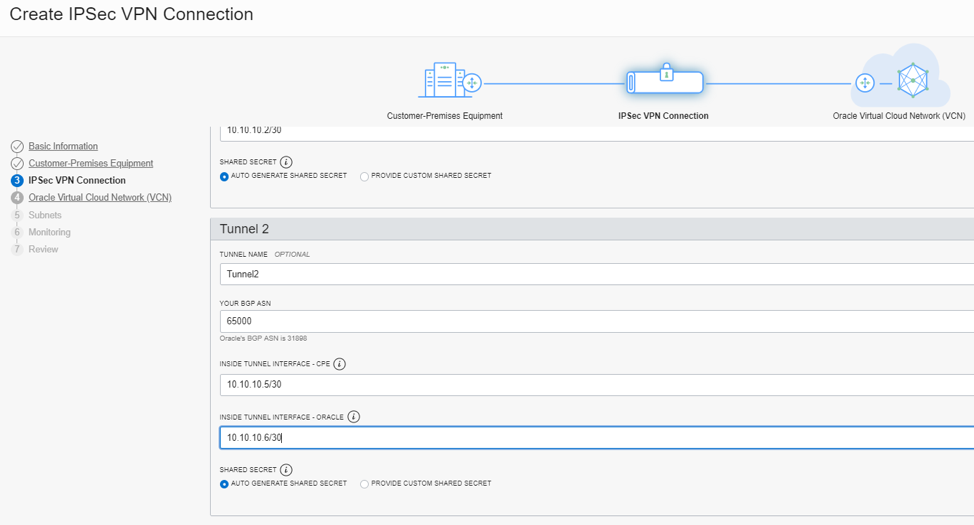 Create IPSec VPN Connection
Customer-Premises Equipment
IPSec VPN Connection
Oracle Virtual Cloud Network (VCN)
Basic Information
Customer-Premises Equipment
3 IPSec VPN Connection
4 Oracle Virtual Cloud Network (VCN)
5 Subnets
6 Monitoring
7 Review
10.10.10.2/30
SHARED SECRET i
AUTO GENERATE SHARED SECRET PROVIDE CUSTOM SHARED SECRET
Tunnel 2
TUNNEL NAME OPTIONAL
Tunnel2
YOUR BGP ASN
65000
Oracle's BGP ASN is 31898
INSIDE TUNNEL INTERFACE - CPE i
10.10.10.5/30
INSIDE TUNNEL INTERFACE - ORACLE i
10.10.10.6/30
SHARED SECRET i
AUTO GENERATE SHARED SECRET PROVIDE CUSTOM SHARED SECRET